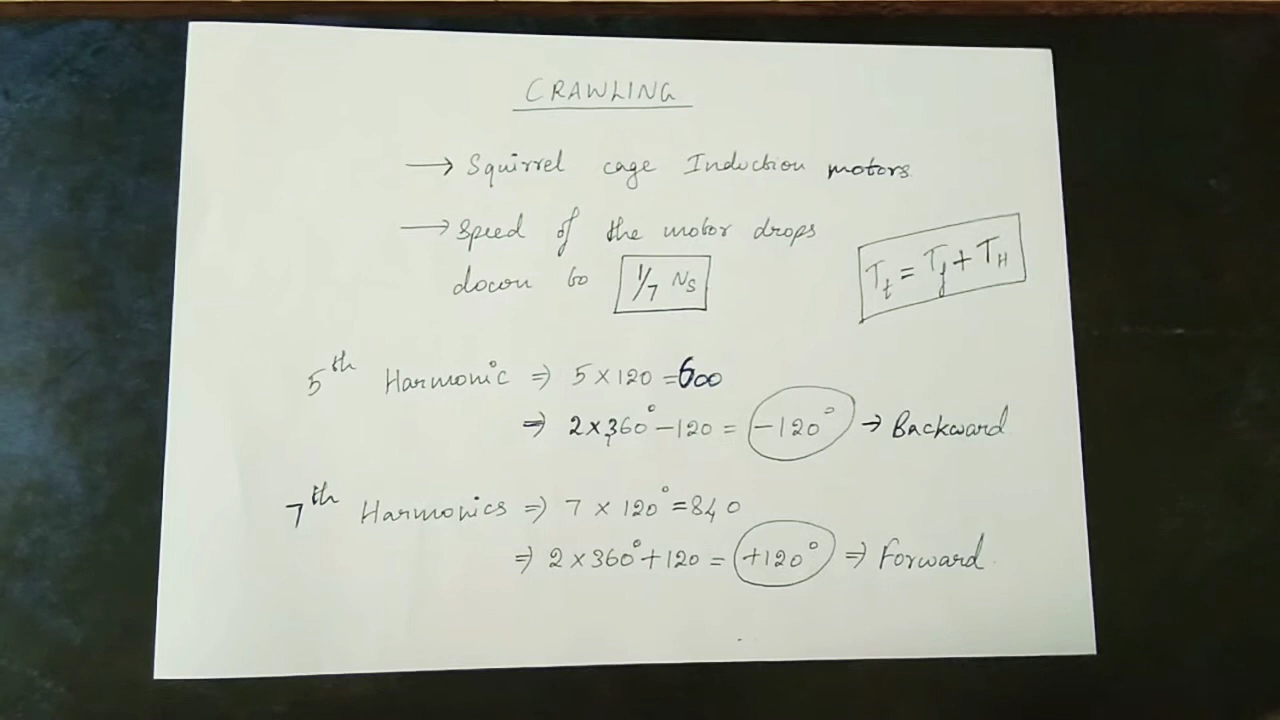 CRAWLING
→ Squirrel cage Induction motors
→ Speed of the motor drops
down to 1/7 Ns
Tt = Tf + TH
5th Harmonic ⇒ 5 × 120 = 600
⇒ 2 × 360° − 120 = −120° → Backward
7th Harmonics ⇒ 7 × 120° = 840
⇒ 2 × 360° + 120 = +120° ⇒ Forward